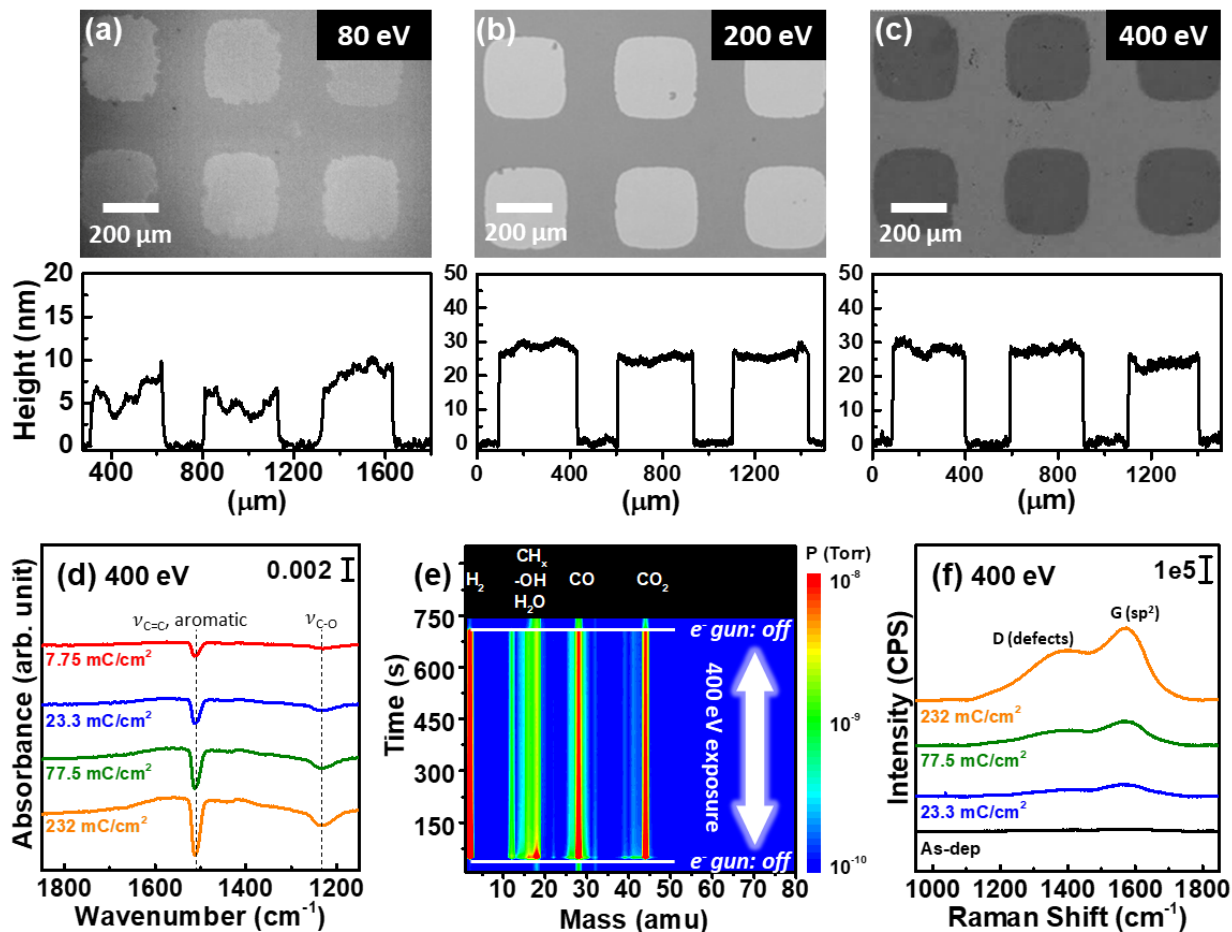 (a) 80 eV
200 μm
(b) 200 eV
200 μm
(c) 400 eV
200 μm
Height (nm)
20
15
10
5
0
400 800 1200 1600
(μm)
50
40
30
20
10
0
0 400 800 1200
(μm)
50
40
30
20
10
0
0 400 800 1200
(μm)
(d) 400 eV 0.002
Absorbance (arb. unit)
νC=C, aromatic
νC-O
7.75 mC/cm²
23.3 mC/cm²
77.5 mC/cm²
232 mC/cm²
1800 1600 1400 1200
Wavenumber (cm⁻¹)
(e)
CHₓ
-OH
H₂O
H₂
CO
CO₂
P (Torr)
10⁻⁸
10⁻⁹
10⁻¹⁰
e⁻ gun: off
400 eV exposure
e⁻ gun: off
Time (s)
750
600
450
300
150
10 20 30 40 50 60 70 80
Mass (amu)
(f) 400 eV 1e5
Intensity (CPS)
G (sp²)
D (defects)
232 mC/cm²
77.5 mC/cm²
23.3 mC/cm²
As-dep
1000 1200 1400 1600 1800
Raman Shift (cm⁻¹)